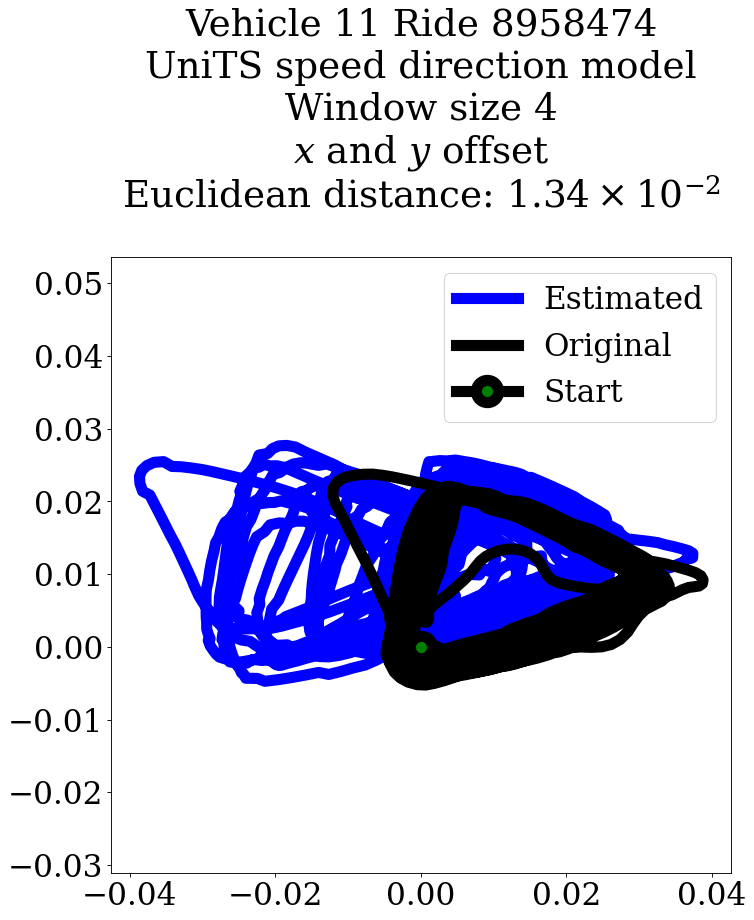 Vehicle 11 Ride 8958474
UniTS speed direction model
Window size 4
x and y offset
Euclidean distance: 1.34 × 10⁻²
Estimated
Original
Start
0.05
0.04
0.03
0.02
0.01
0.00
−0.01
−0.02
−0.03
−0.04 −0.02 0.00 0.02 0.04